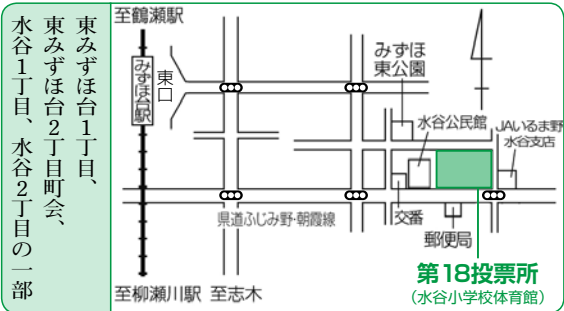 東みずほ台1丁目、
東みずほ台2丁目町会、
水谷1丁目、水谷2丁目の一部
至鶴瀬駅
みずほ台駅
東口
みずほ
東公園
水谷公民館
JAいるま野
水谷支店
県道ふじみ野・朝霞線
交番
郵便局
第18投票所
（水谷小学校体育館）
至柳瀬川駅
至志木